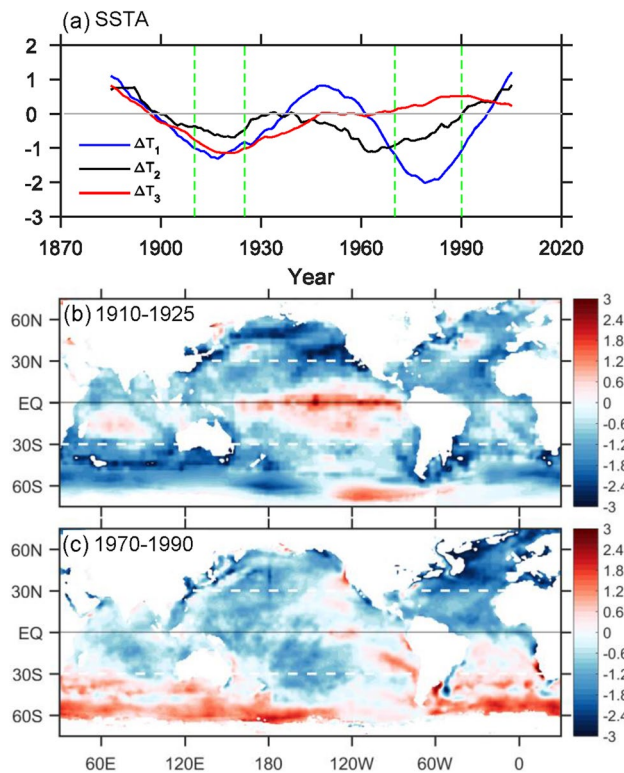 (a) SSTA
2
1
0
-1
-2
-3
ΔT1
ΔT2
ΔT3
1870 1900 1930 1960 1990 2020
Year
(b) 1910-1925
60N
30N
EQ
30S
60S
3
2.4
1.8
1.2
0.6
0
-0.6
-1.2
-1.8
-2.4
-3
(c) 1970-1990
60N
30N
EQ
30S
60S
3
2.4
1.8
1.2
0.6
0
-0.6
-1.2
-1.8
-2.4
-3
60E 120E 180 120W 60W 0